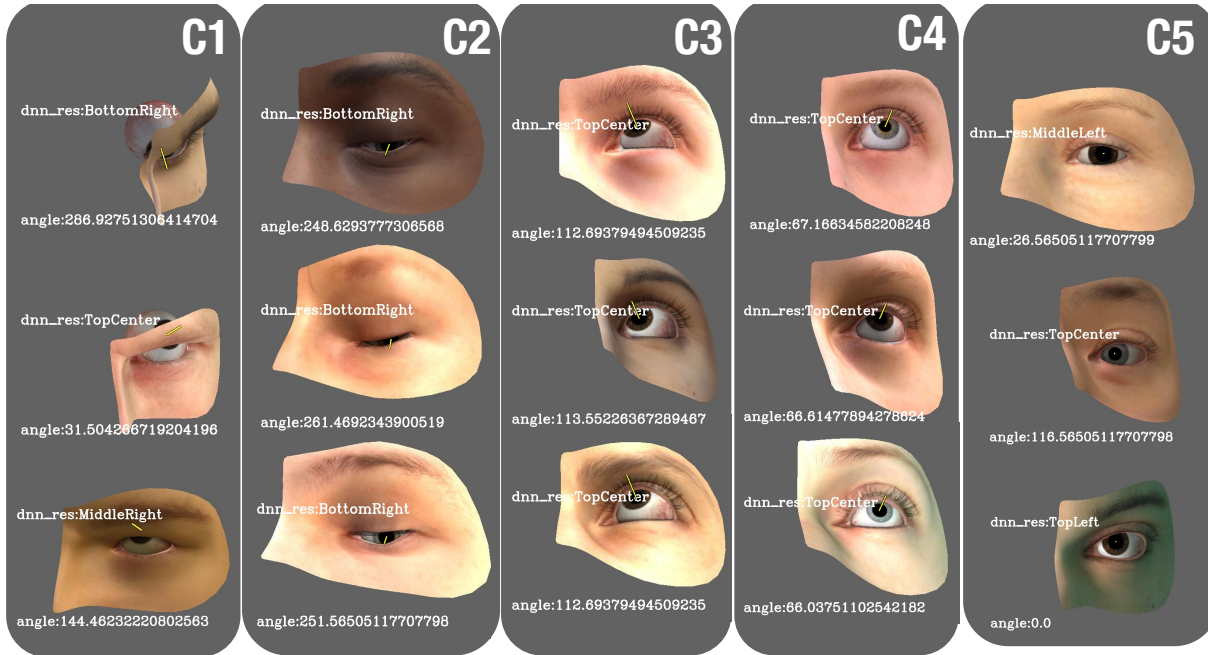 C1
dnn_res:BottomRight
angle:286.92751306414704
dnn_res:TopCenter
angle:31.504266719204196
dnn_res:MiddleRight
angle:144.46232220802563
C2
dnn_res:BottomRight
angle:248.6293777306568
dnn_res:BottomRight
angle:261.4692343900519
dnn_res:BottomRight
angle:251.56505117707798
C3
dnn_res:TopCenter
angle:112.69379494509235
dnn_res:TopCenter
angle:113.55226367289467
dnn_res:TopCenter
angle:112.69379494509235
C4
dnn_res:TopCenter
angle:67.16634582208248
dnn_res:TopCenter
angle:66.61477894278624
dnn_res:TopCenter
angle:66.03751102542182
C5
dnn_res:MiddleLeft
angle:26.56505117707799
dnn_res:TopCenter
angle:116.56505117707798
dnn_res:TopLeft
angle:0.0